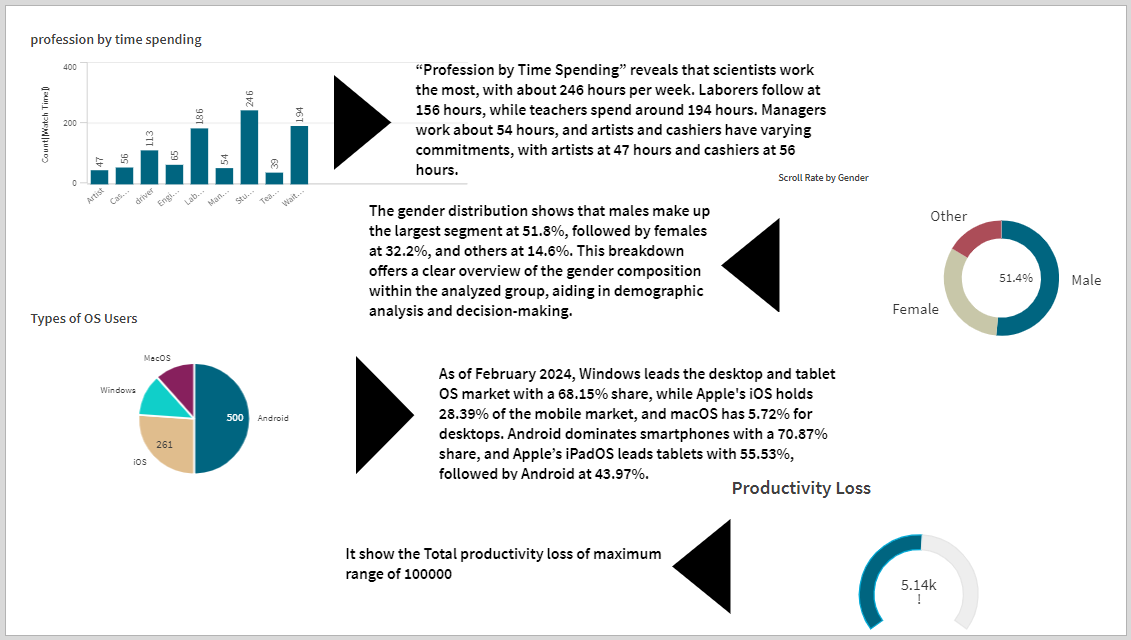 profession by time spending
400
200
0
Count([Watch Time])
47
56
113
65
186
54
246
39
194
Artist
Cas...
driver
Engi...
Lab...
Man...
Stu...
Tea...
Wait...
“Profession by Time Spending” reveals that scientists work
the most, with about 246 hours per week. Laborers follow at
156 hours, while teachers spend around 194 hours. Managers
work about 54 hours, and artists and cashiers have varying
commitments, with artists at 47 hours and cashiers at 56
hours.
Scroll Rate by Gender
The gender distribution shows that males make up
the largest segment at 51.8%, followed by females
at 32.2%, and others at 14.6%. This breakdown
offers a clear overview of the gender composition
within the analyzed group, aiding in demographic
analysis and decision-making.
Other
51.4%
Male
Female
Types of OS Users
MacOS
Windows
500
Android
261
iOS
As of February 2024, Windows leads the desktop and tablet
OS market with a 68.15% share, while Apple's iOS holds
28.39% of the mobile market, and macOS has 5.72% for
desktops. Android dominates smartphones with a 70.87%
share, and Apple’s iPadOS leads tablets with 55.53%,
followed by Android at 43.97%.
Productivity Loss
It show the Total productivity loss of maximum
range of 100000
5.14k
!